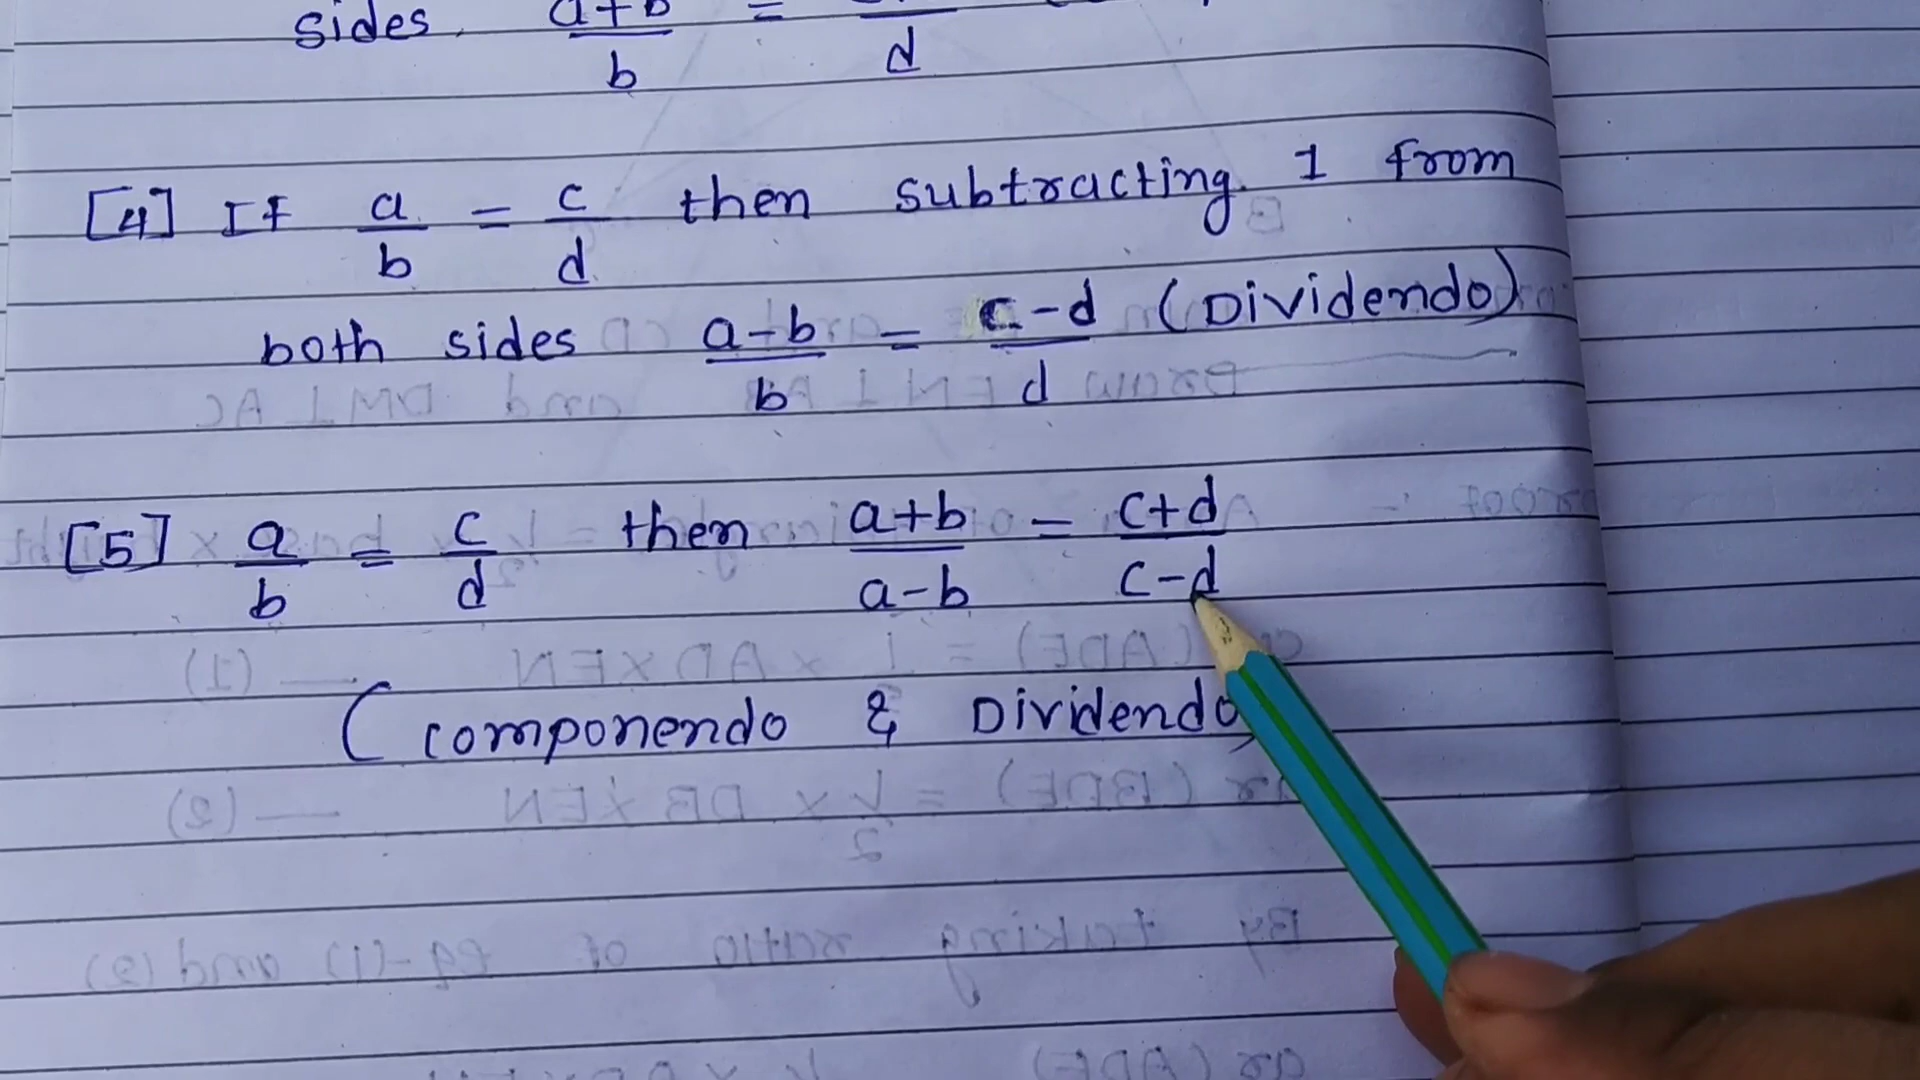 sides, a+b/b = /d
[4] If a/b = c/d then subtracting 1 from
both sides a-b/b = c-d/d (Dividendo)
[5] a/b = c/d then a+b/a-b = c+d/c-d
(componendo & Dividendo